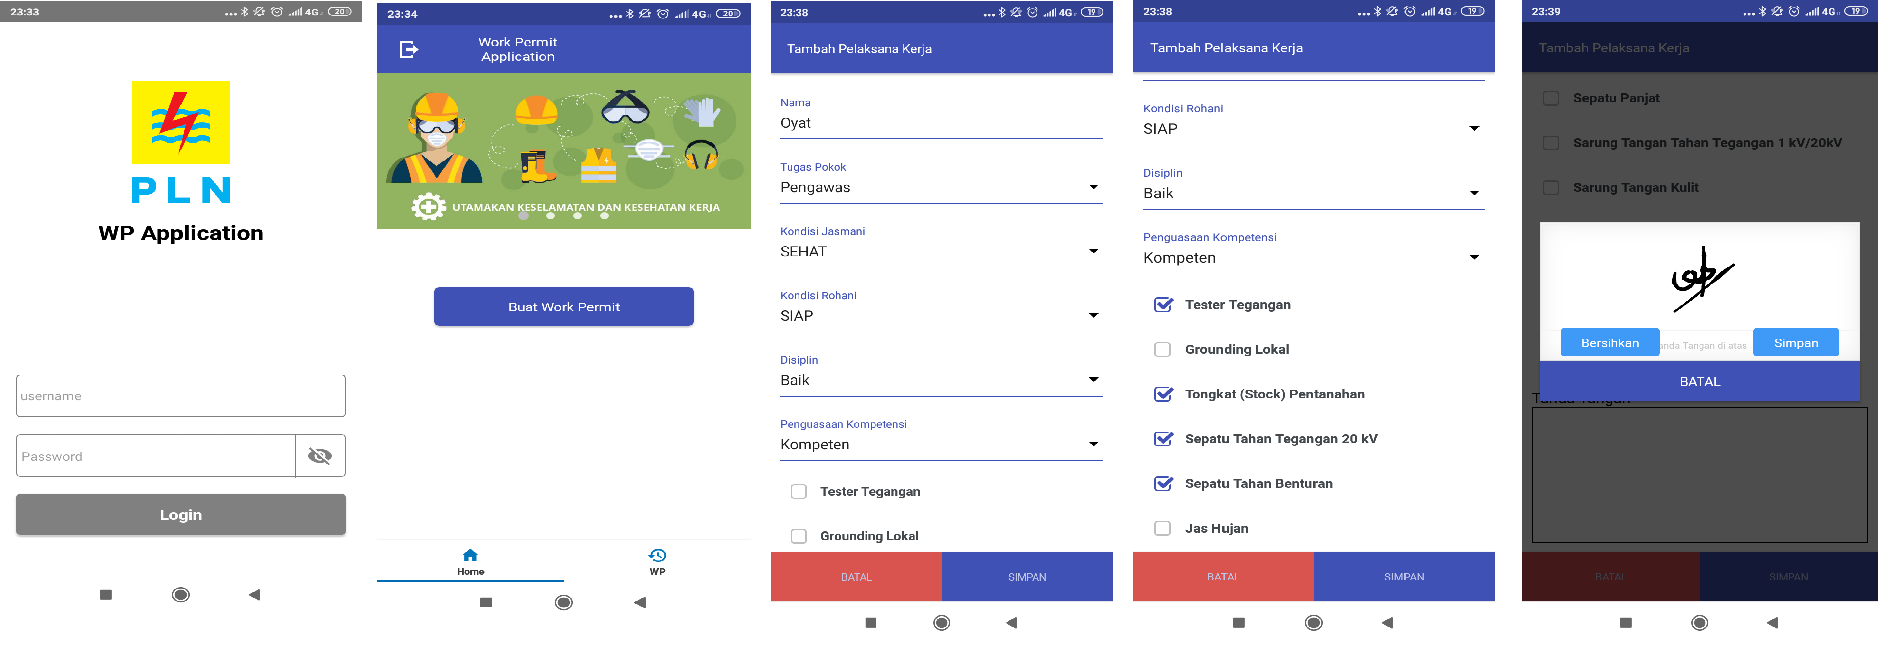 23:33
4G
20
PLN
WP Application
username
Password
Login
23:34
4G
20
Work Permit
Application
UTAMAKAN KESELAMATAN DAN KESEHATAN KERJA
Buat Work Permit
Home
WP
23:38
4G
19
Tambah Pelaksana Kerja
Nama
Oyat
Tugas Pokok
Pengawas
Kondisi Jasmani
SEHAT
Kondisi Rohani
SIAP
Disiplin
Baik
Penguasaan Kompetensi
Kompeten
Tester Tegangan
Grounding Lokal
BATAL
SIMPAN
23:38
4G
19
Tambah Pelaksana Kerja
Kondisi Rohani
SIAP
Disiplin
Baik
Penguasaan Kompetensi
Kompeten
Tester Tegangan
Grounding Lokal
Tongkat (Stock) Pentanahan
Sepatu Tahan Tegangan 20 kV
Sepatu Tahan Benturan
Jas Hujan
BATAL
SIMPAN
23:39
4G
19
Tambah Pelaksana Kerja
Sepatu Panjat
Sarung Tangan Tahan Tegangan 1 kV/20kV
Sarung Tangan Kulit
Bersihkan
Tangan di atas
Simpan
BATAL
BATAL
SIMPAN